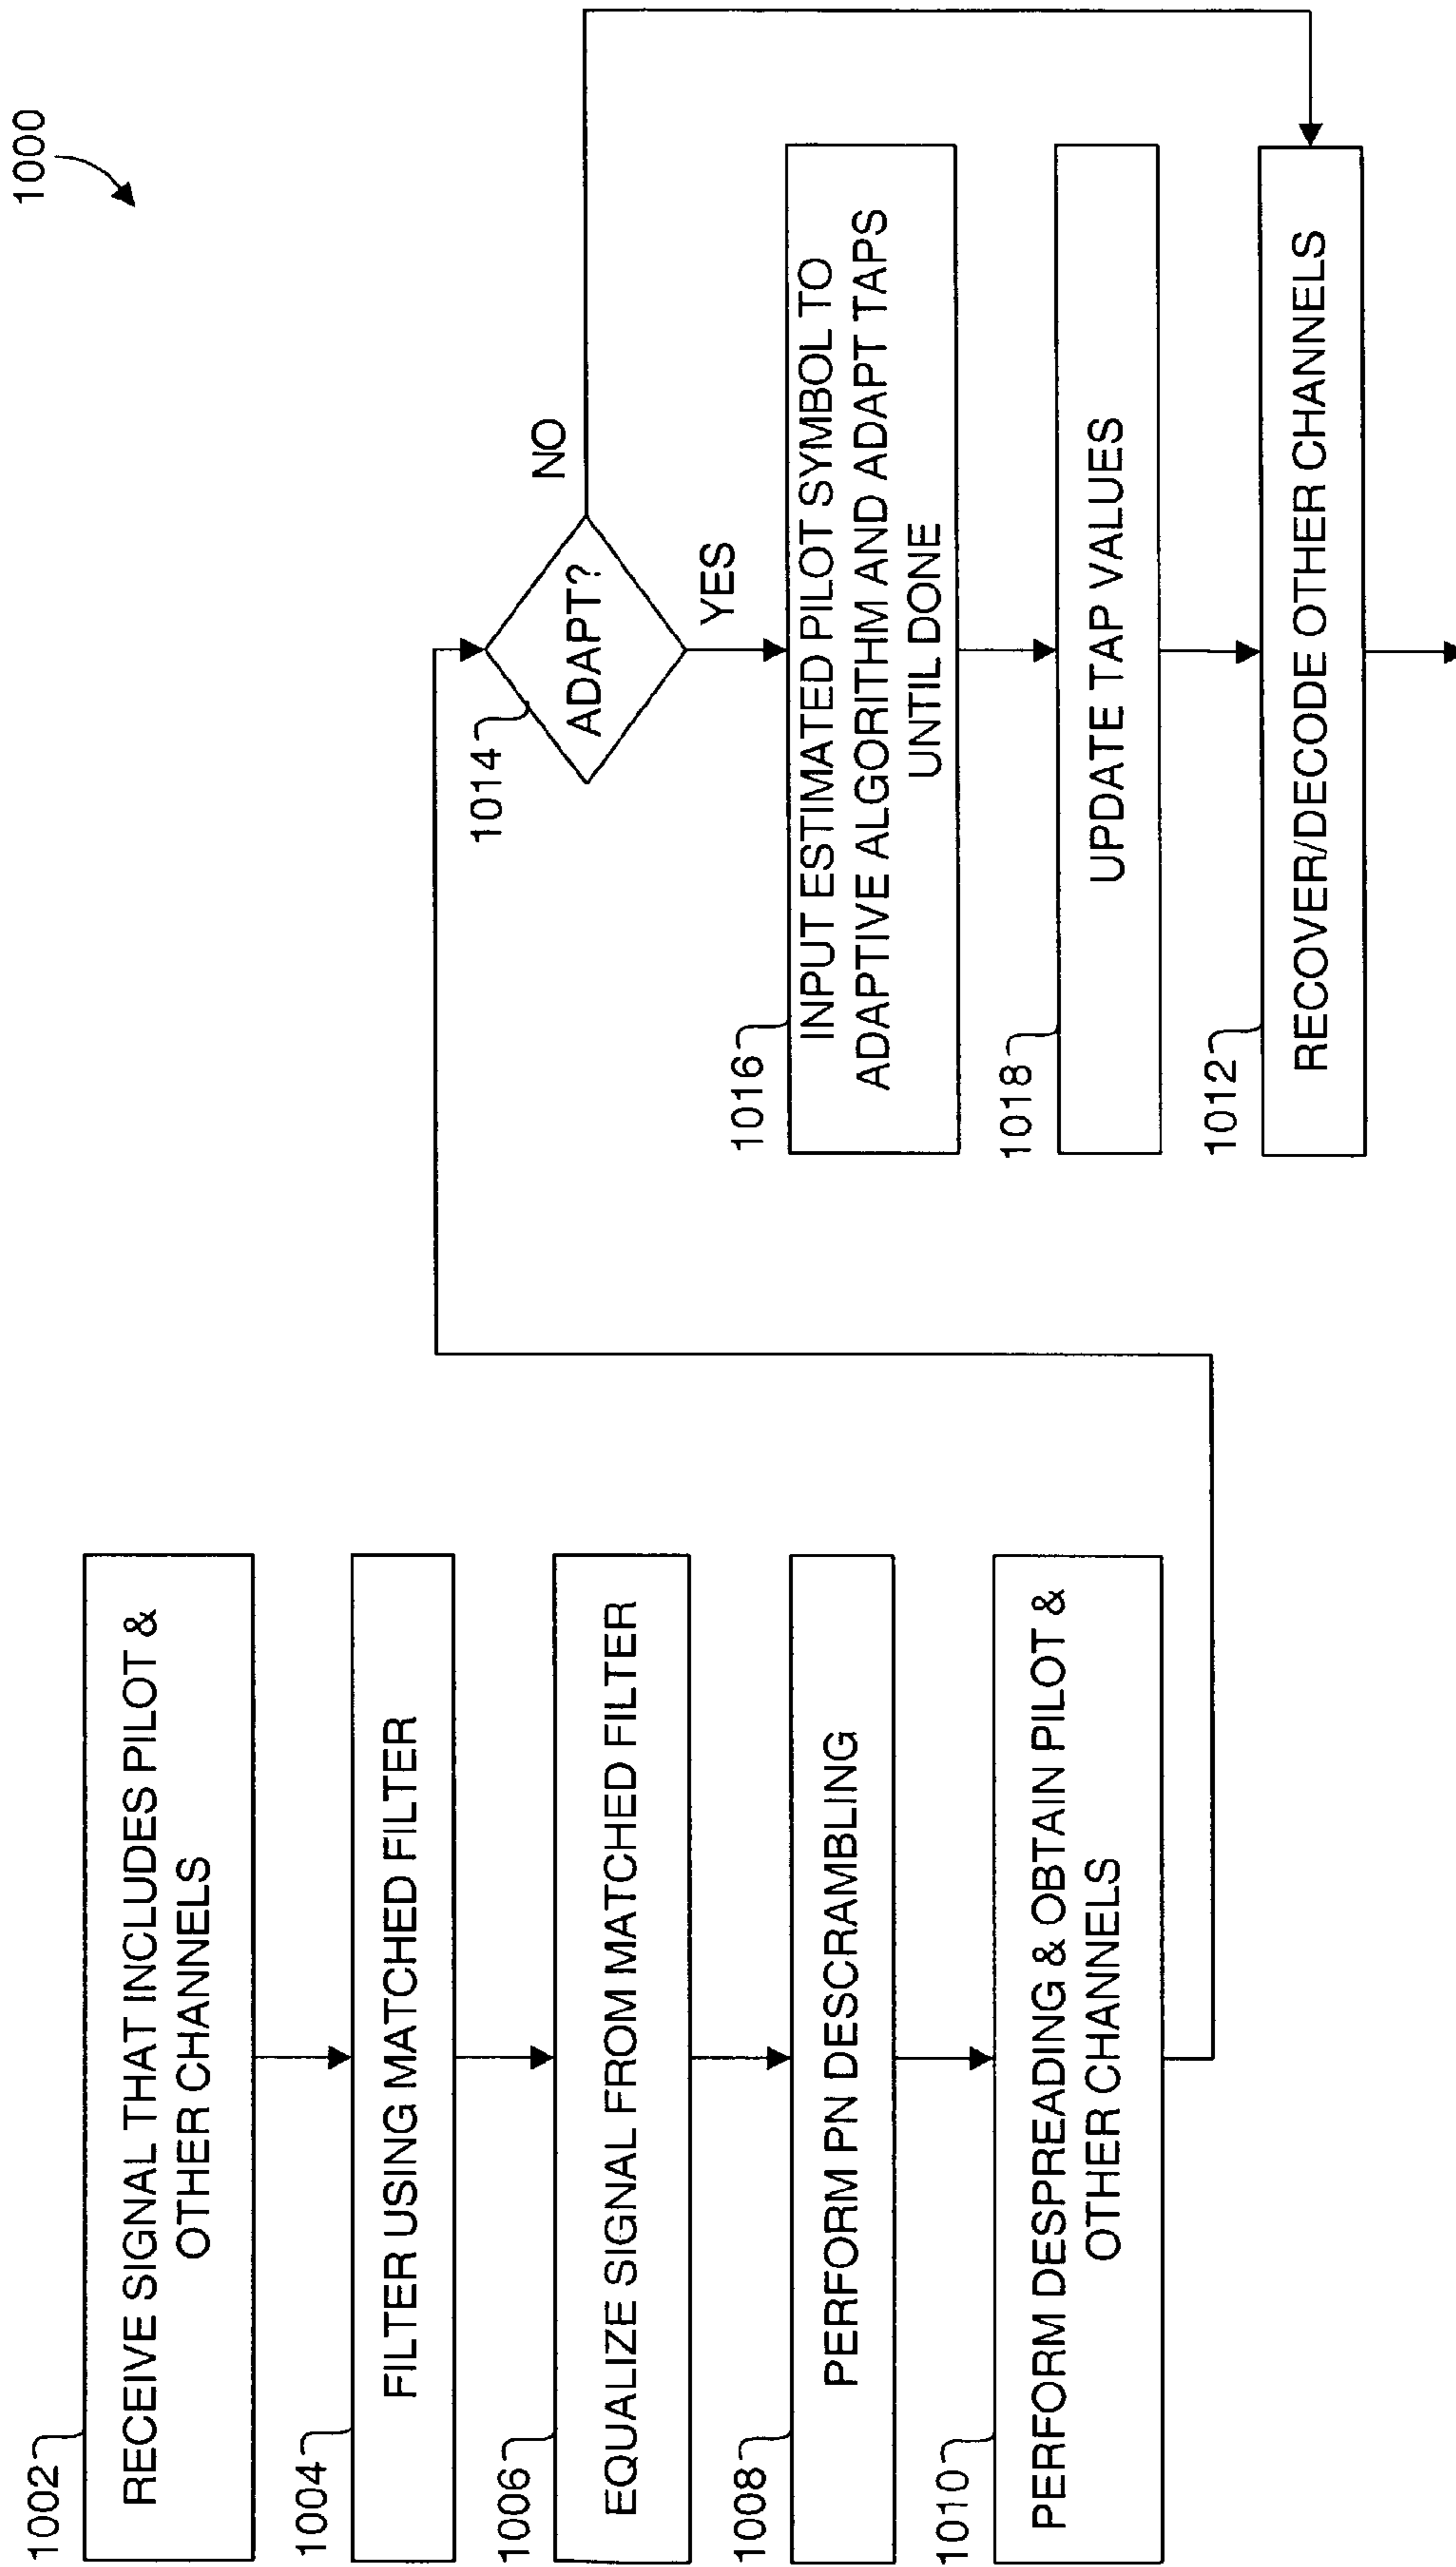 1000
1002
RECEIVE SIGNAL THAT INCLUDES PILOT &
OTHER CHANNELS
1004
FILTER USING MATCHED FILTER
1006
EQUALIZE SIGNAL FROM MATCHED FILTER
1008
PERFORM PN DESCRAMBLING
1010
PERFORM DESPREADING & OBTAIN PILOT &
OTHER CHANNELS
1014
ADAPT?
NO
YES
1016
INPUT ESTIMATED PILOT SYMBOL TO
ADAPTIVE ALGORITHM AND ADAPT TAPS
UNTIL DONE
1018
UPDATE TAP VALUES
1012
RECOVER/DECODE OTHER CHANNELS